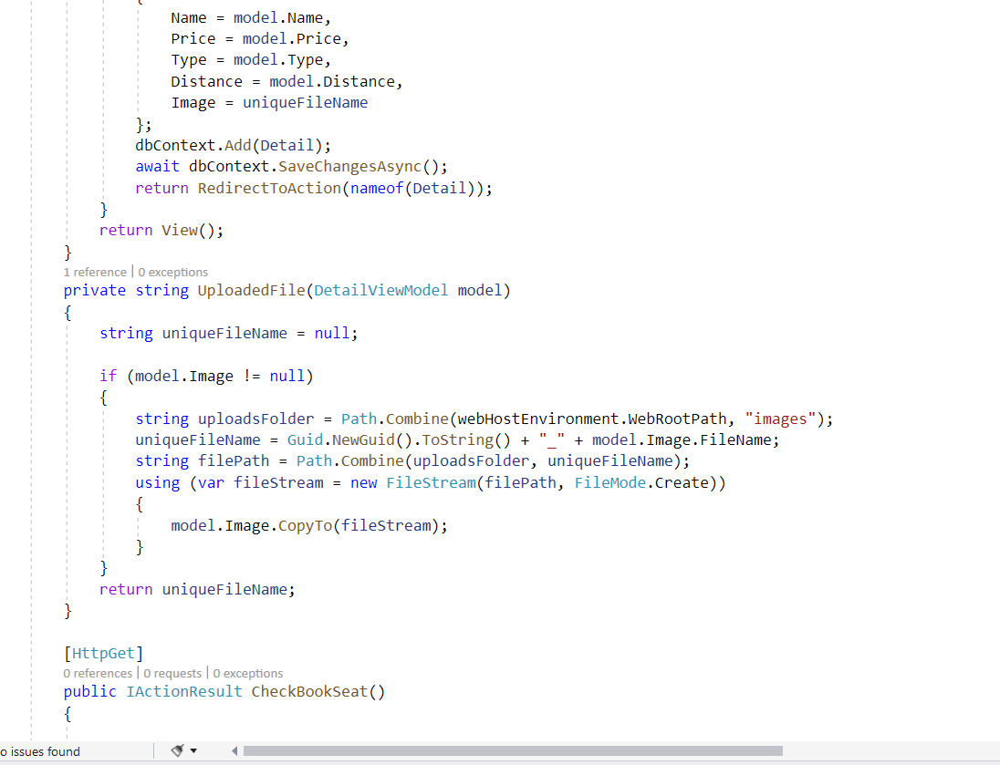 {
Name = model.Name,
Price = model.Price,
Type = model.Type,
Distance = model.Distance,
Image = uniqueFileName
};
dbContext.Add(Detail);
await dbContext.SaveChangesAsync();
return RedirectToAction(nameof(Detail));
}
return View();
}
1 reference | 0 exceptions
private string UploadedFile(DetailViewModel model)
{
string uniqueFileName = null;
if (model.Image != null)
{
string uploadsFolder = Path.Combine(webHostEnvironment.WebRootPath, "images");
uniqueFileName = Guid.NewGuid().ToString() + "_" + model.Image.FileName;
string filePath = Path.Combine(uploadsFolder, uniqueFileName);
using (var fileStream = new FileStream(filePath, FileMode.Create))
{
model.Image.CopyTo(fileStream);
}
}
return uniqueFileName;
}
[HttpGet]
0 references | 0 requests | 0 exceptions
public IActionResult CheckBookSeat()
{
o issues found